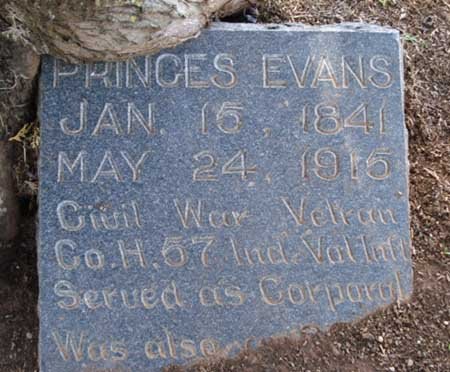 PRINCES EVANS
JAN. 15, 1841
MAY 24, 1915
Civil War Vetran
Co. H. 57. Ind. Vol. Inft
Served as Corporal
Was also